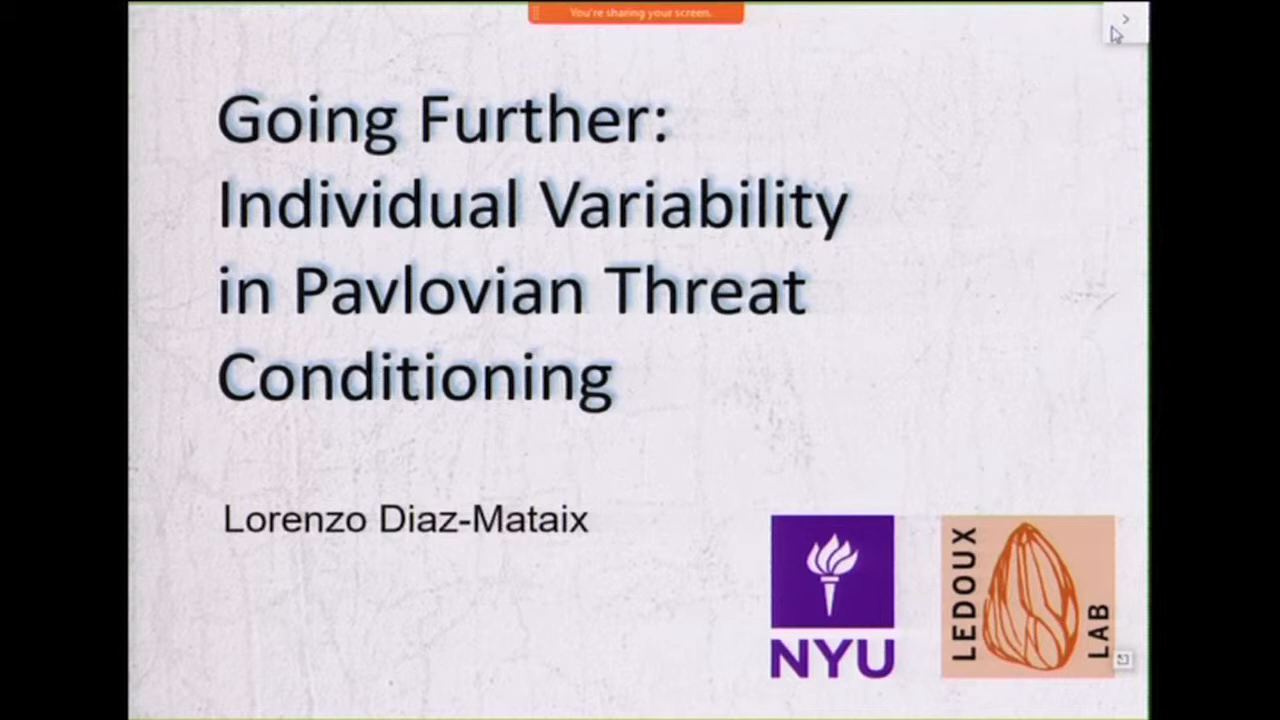 You're sharing your screen.
Going Further:
Individual Variability
in Pavlovian Threat
Conditioning
Lorenzo Diaz-Mataix
NYU
LEDOUX
LAB